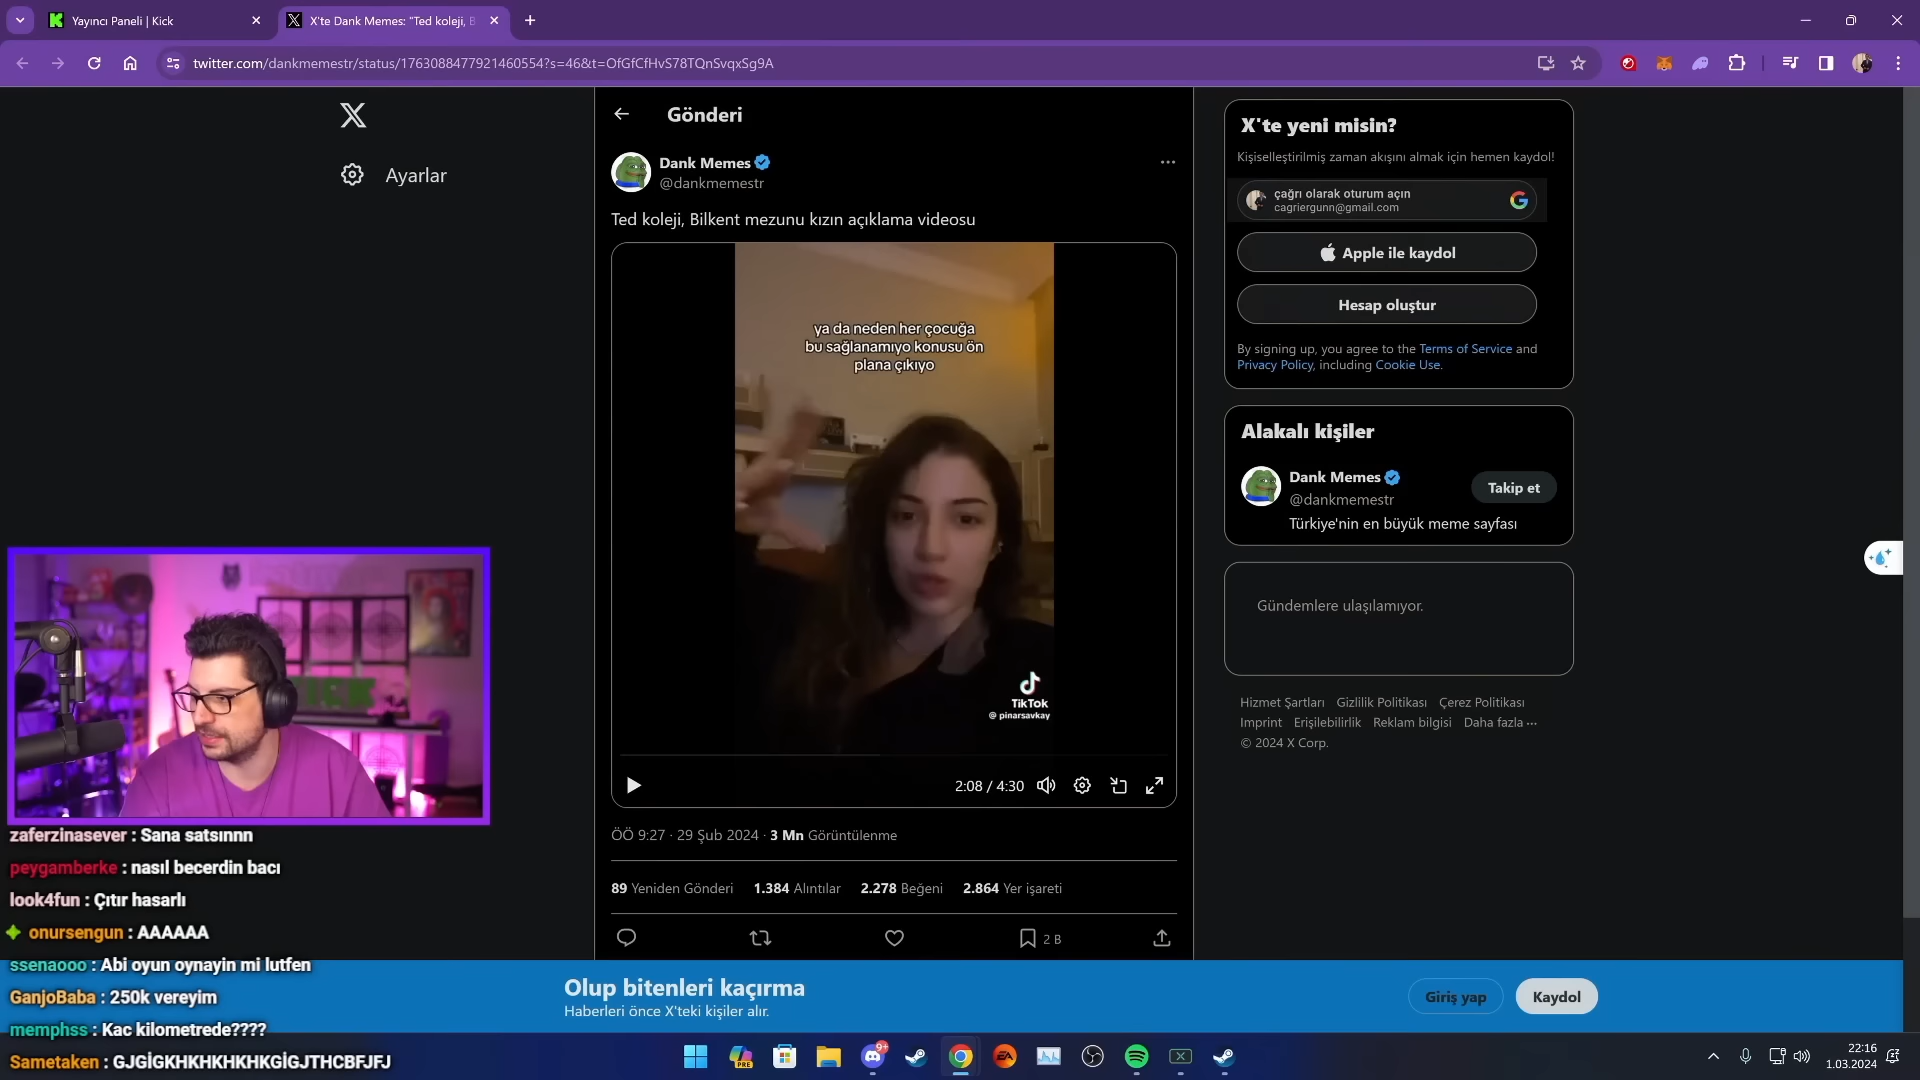 Yayıncı Paneli | Kick
X'te Dank Memes: "Ted koleji, B
twitter.com/dankmemestr/status/1763088477921460554?s=46&t=OfGfCfHvS78TQnSvqxSg9A
Ayarlar
Gönderi
Dank Memes
@dankmemestr
Ted koleji, Bilkent mezunu kızın açıklama videosu
ya da neden her çocuğa
bu sağlanamıyo konusu ön
plana çıkıyo
TikTok
@ pinarsavkay
2:08 / 4:30
ÖÖ 9:27 · 29 Şub 2024 · 3 Mn Görüntülenme
89 Yeniden Gönderi 1.384 Alıntılar 2.278 Beğeni 2.864 Yer işareti
2 B
X'te yeni misin?
Kişiselleştirilmiş zaman akışını almak için hemen kaydol!
çağrı olarak oturum açın
cagriergunn@gmail.com
Apple ile kaydol
Hesap oluştur
By signing up, you agree to the Terms of Service and
Privacy Policy, including Cookie Use.
Alakalı kişiler
Dank Memes
@dankmemestr
Takip et
Türkiye'nin en büyük meme sayfası
Gündemlere ulaşılamıyor.
Hizmet Şartları Gizlilik Politikası Çerez Politikası
Imprint Erişilebilirlik Reklam bilgisi Daha fazla ···
© 2024 X Corp.
zaferzinasever : Sana satsınnn
peygamberke : nasıl becerdin bacı
look4fun : Çıtır hasarlı
onursengun : AAAAAA
ssenaooo : Abi oyun oynayin mi lutfen
GanjoBaba : 250k vereyim
memphss : Kac kilometrede????
Sametaken : GJGİGKHKHKHKHKGİGJTHCBFJFJ
Olup bitenleri kaçırma
Haberleri önce X'teki kişiler alır.
Giriş yap
Kaydol
9+
PRE
EA
22:16
1.03.2024